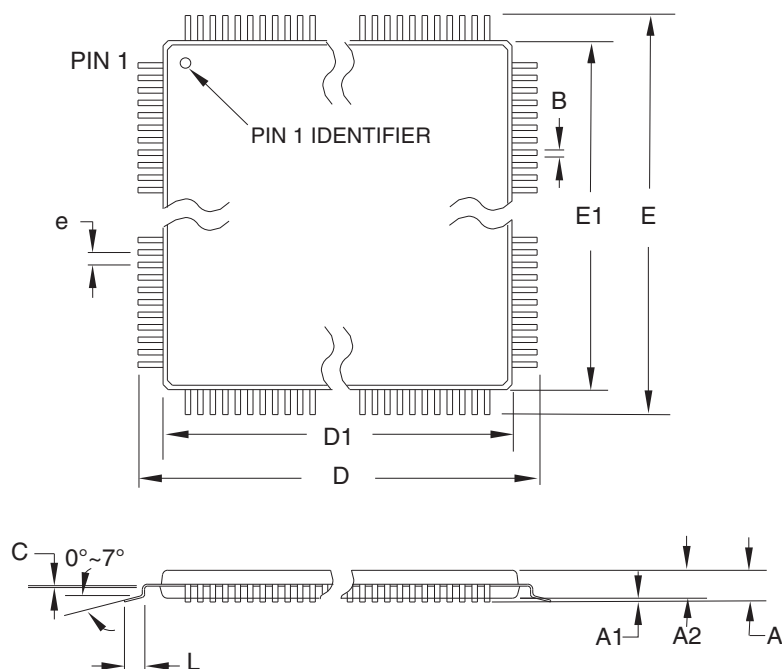 PIN 1
PIN 1 IDENTIFIER
B
e
E1
E
D1
D
C
0°~7°
L
A1
A2
A